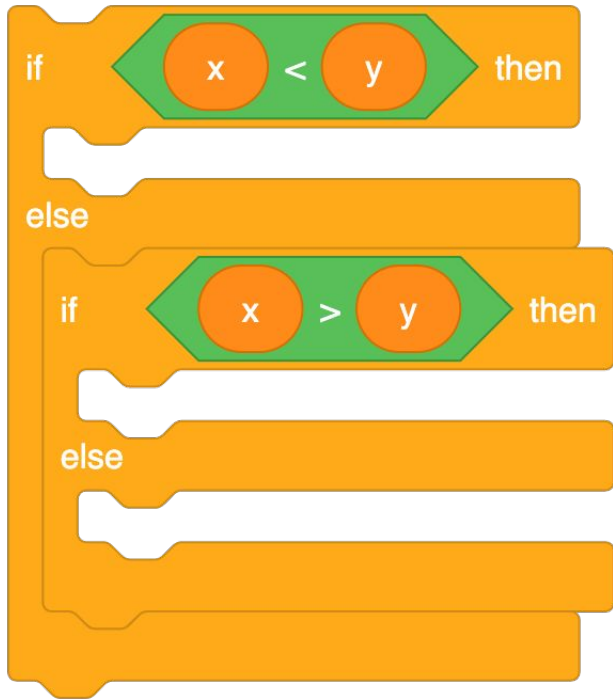 if x < y then
else
if x > y then
else